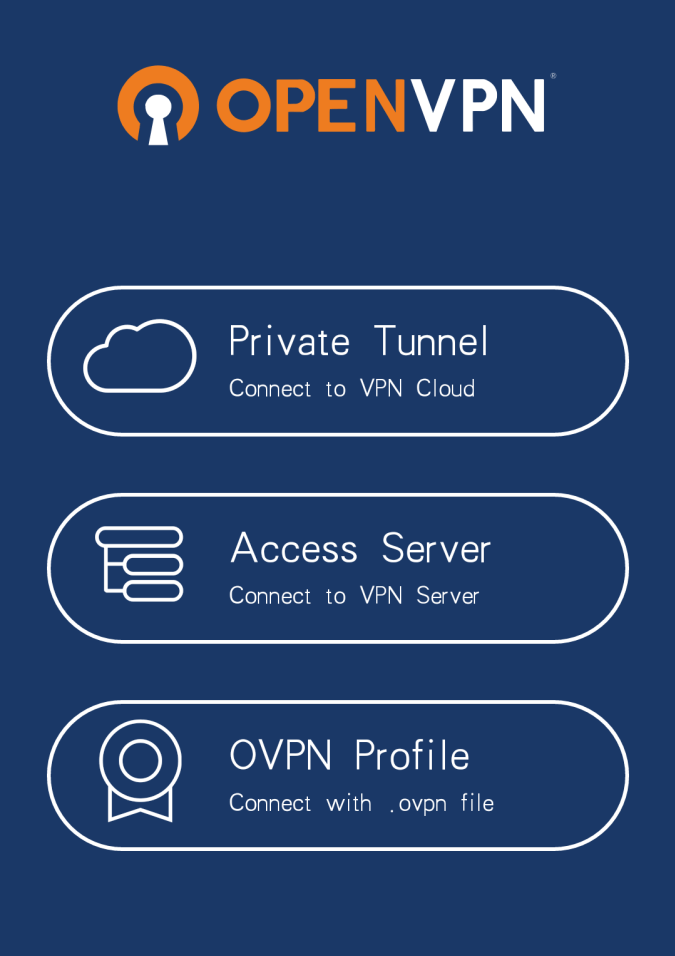 OPENVPN®
Private Tunnel
Connect to VPN Cloud
Access Server
Connect to VPN Server
OVPN Profile
Connect with .ovpn file